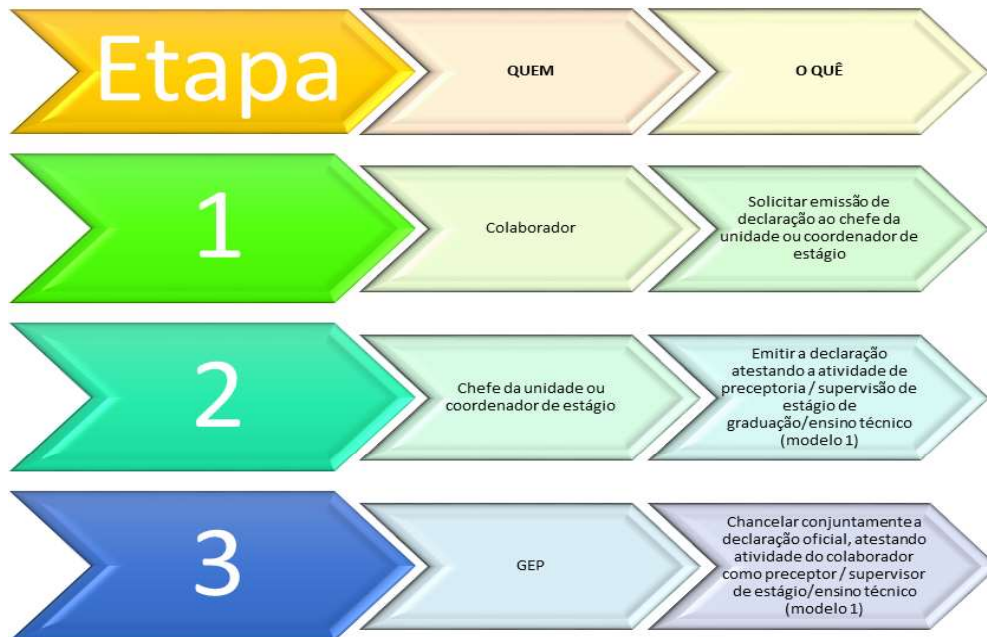 Etapa
QUEM
O QUÊ
1
Colaborador
Solicitar emissão de
declaração ao chefe da
unidade ou coordenador de
estágio
2
Chefe da unidade ou
coordenador de estágio
Emitir a declaração
atestando a atividade de
preceptoria / supervisão de
estágio de
graduação/ensino técnico
(modelo 1)
3
GEP
Chancelar conjuntamente a
declaração oficial, atestando
atividade do colaborador
como preceptor / supervisor
de estágio/ensino técnico
(modelo 1)